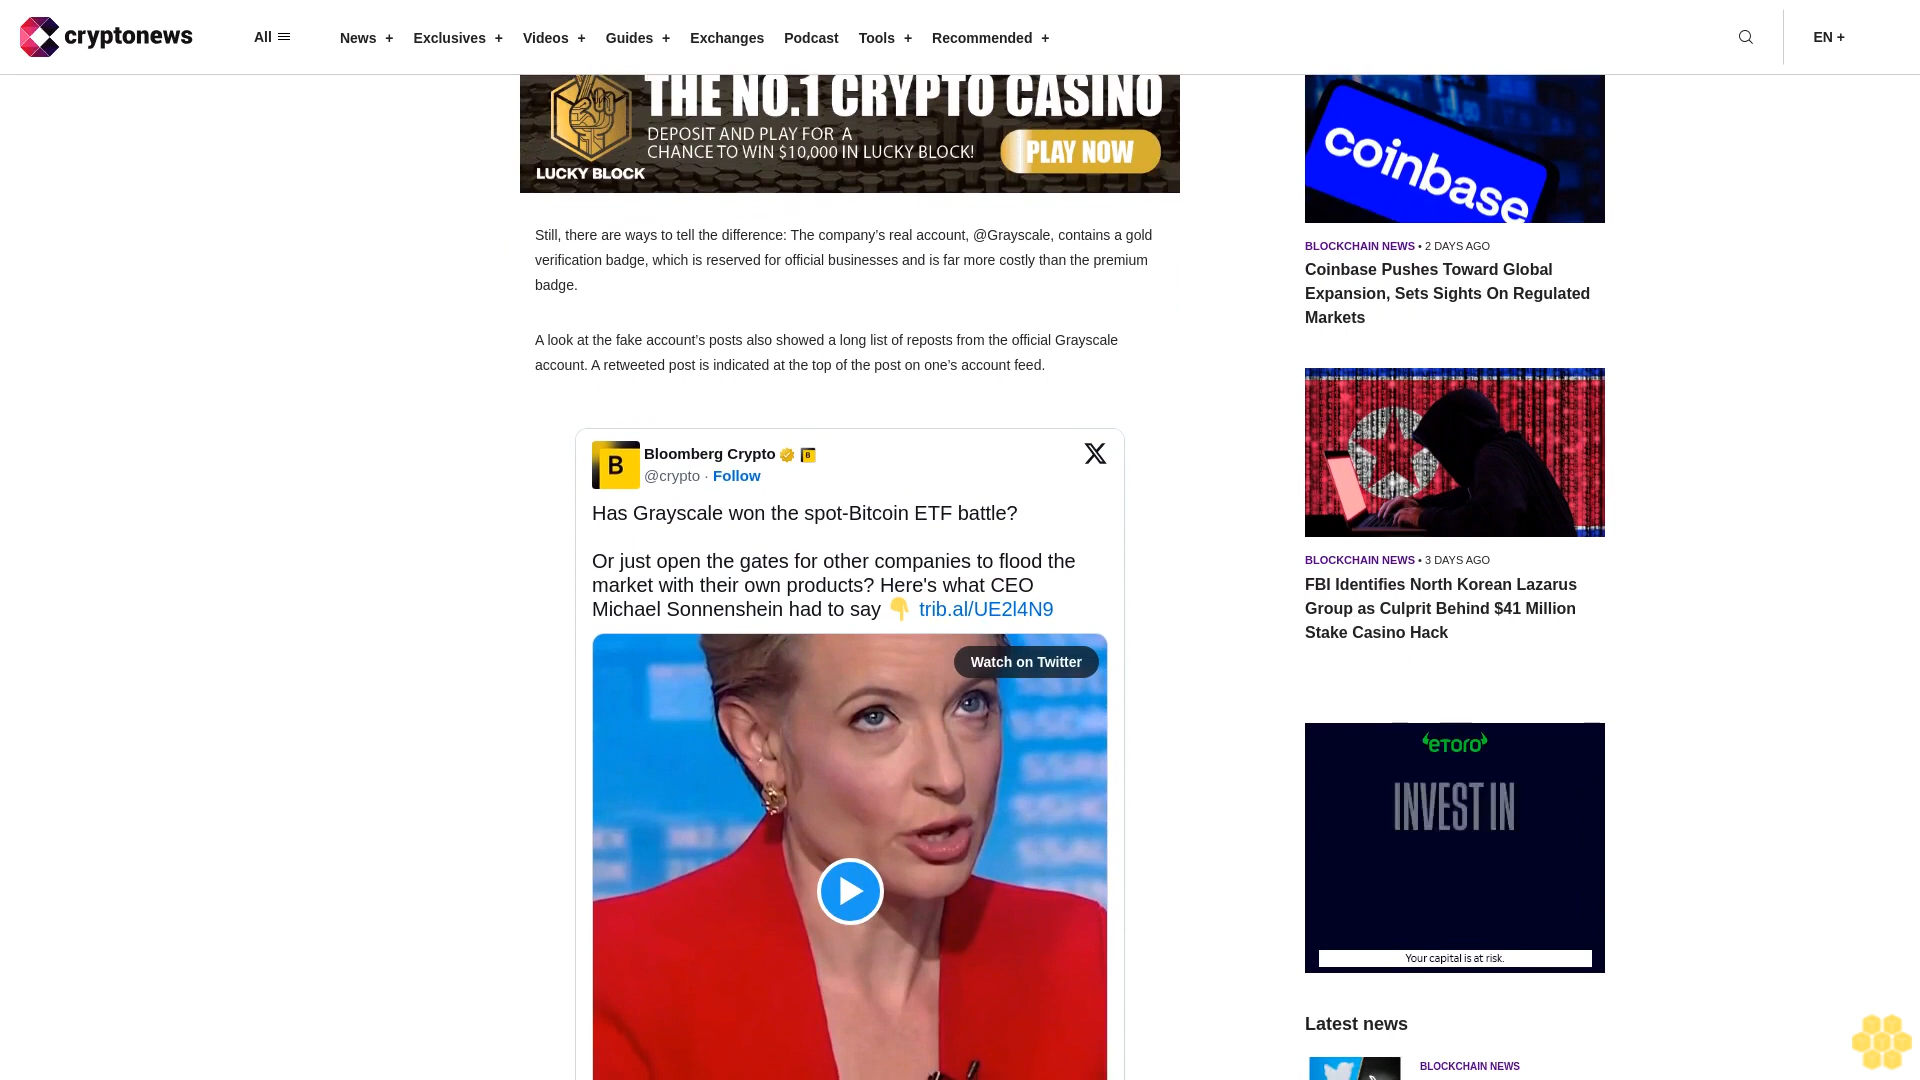 cryptonews
All
News +
Exclusives +
Videos +
Guides +
Exchanges
Podcast
Tools +
Recommended +
EN +
THE NO.1 CRYPTO CASINO
DEPOSIT AND PLAY FOR A
CHANCE TO WIN $10,000 IN LUCKY BLOCK!
PLAY NOW
LUCKY BLOCK
Still, there are ways to tell the difference: The company’s real account, @Grayscale, contains a gold
verification badge, which is reserved for official businesses and is far more costly than the premium
badge.
A look at the fake account’s posts also showed a long list of reposts from the official Grayscale
account. A retweeted post is indicated at the top of the post on one’s account feed.
B
Bloomberg Crypto
B
@crypto · Follow
Has Grayscale won the spot-Bitcoin ETF battle?
Or just open the gates for other companies to flood the
market with their own products? Here's what CEO
Michael Sonnenshein had to say 👇 trib.al/UE2l4N9
Watch on Twitter
coinbase
BLOCKCHAIN NEWS • 2 DAYS AGO
Coinbase Pushes Toward Global
Expansion, Sets Sights On Regulated
Markets
BLOCKCHAIN NEWS • 3 DAYS AGO
FBI Identifies North Korean Lazarus
Group as Culprit Behind $41 Million
Stake Casino Hack
eToro
INVEST IN
Your capital is at risk.
Latest news
BLOCKCHAIN NEWS